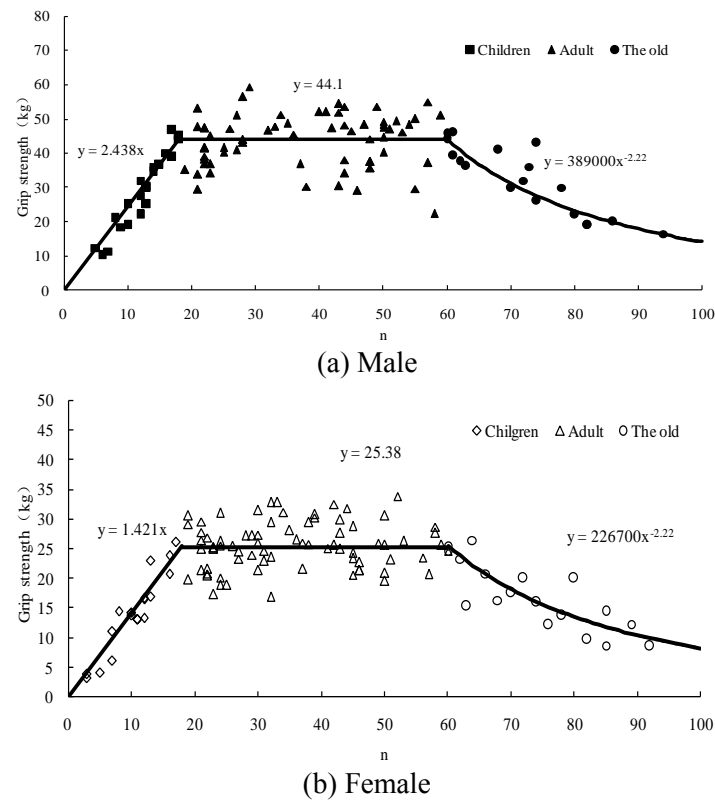 80
70
60
50
40
30
20
10
0
Grip strength（kg）
■ Children ▲ Adult ● The old
y = 44.1
y = 2.438x
y = 389000x^-2.22
0 10 20 30 40 50 60 70 80 90 100
n
(a) Male
50
45
40
35
30
25
20
15
10
5
0
Grip strength（kg）
◇ Chilgren △ Adult ○ The old
y = 25.38
y = 1.421x
y = 226700x^-2.22
0 10 20 30 40 50 60 70 80 90 100
n
(b) Female